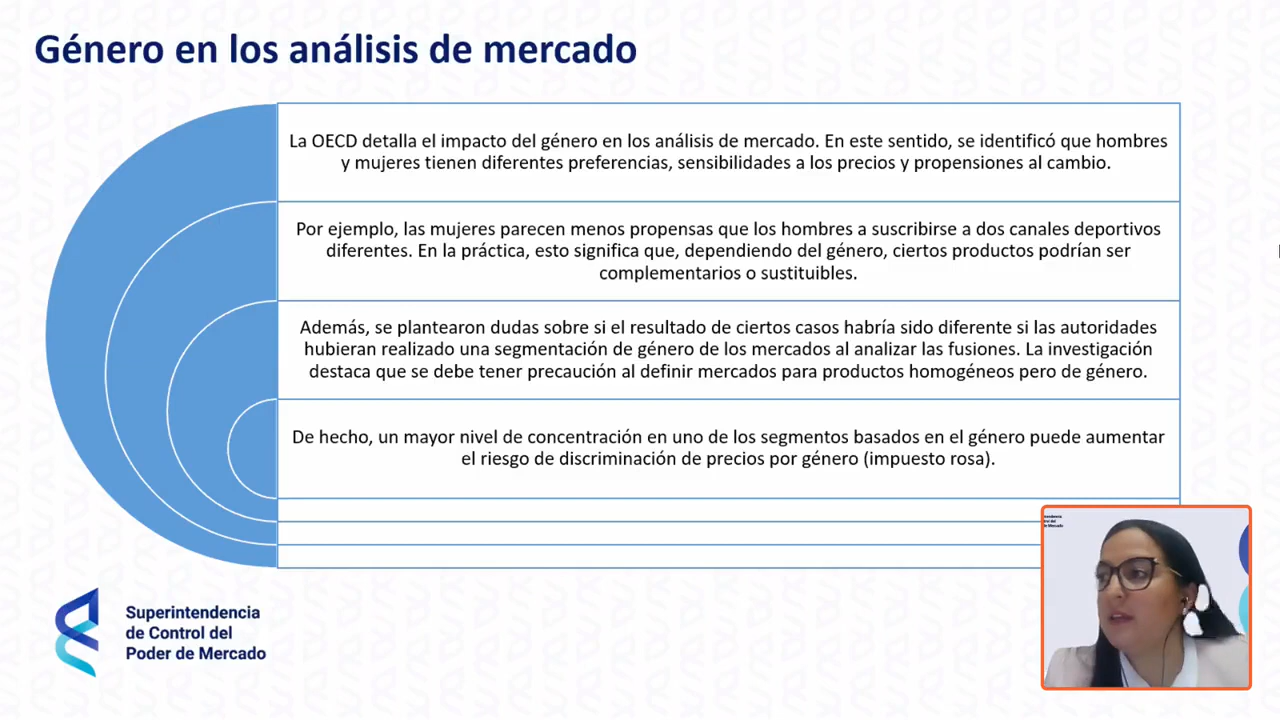 Género en los análisis de mercado
La OECD detalla el impacto del género en los análisis de mercado. En este sentido, se identificó que hombres
y mujeres tienen diferentes preferencias, sensibilidades a los precios y propensiones al cambio.
Por ejemplo, las mujeres parecen menos propensas que los hombres a suscribirse a dos canales deportivos
diferentes. En la práctica, esto significa que, dependiendo del género, ciertos productos podrían ser
complementarios o sustituibles.
Además, se plantearon dudas sobre si el resultado de ciertos casos habría sido diferente si las autoridades
hubieran realizado una segmentación de género de los mercados al analizar las fusiones. La investigación
destaca que se debe tener precaución al definir mercados para productos homogéneos pero de género.
De hecho, un mayor nivel de concentración en uno de los segmentos basados en el género puede aumentar
el riesgo de discriminación de precios por género (impuesto rosa).
Superintendencia
de Control del
Poder de Mercado